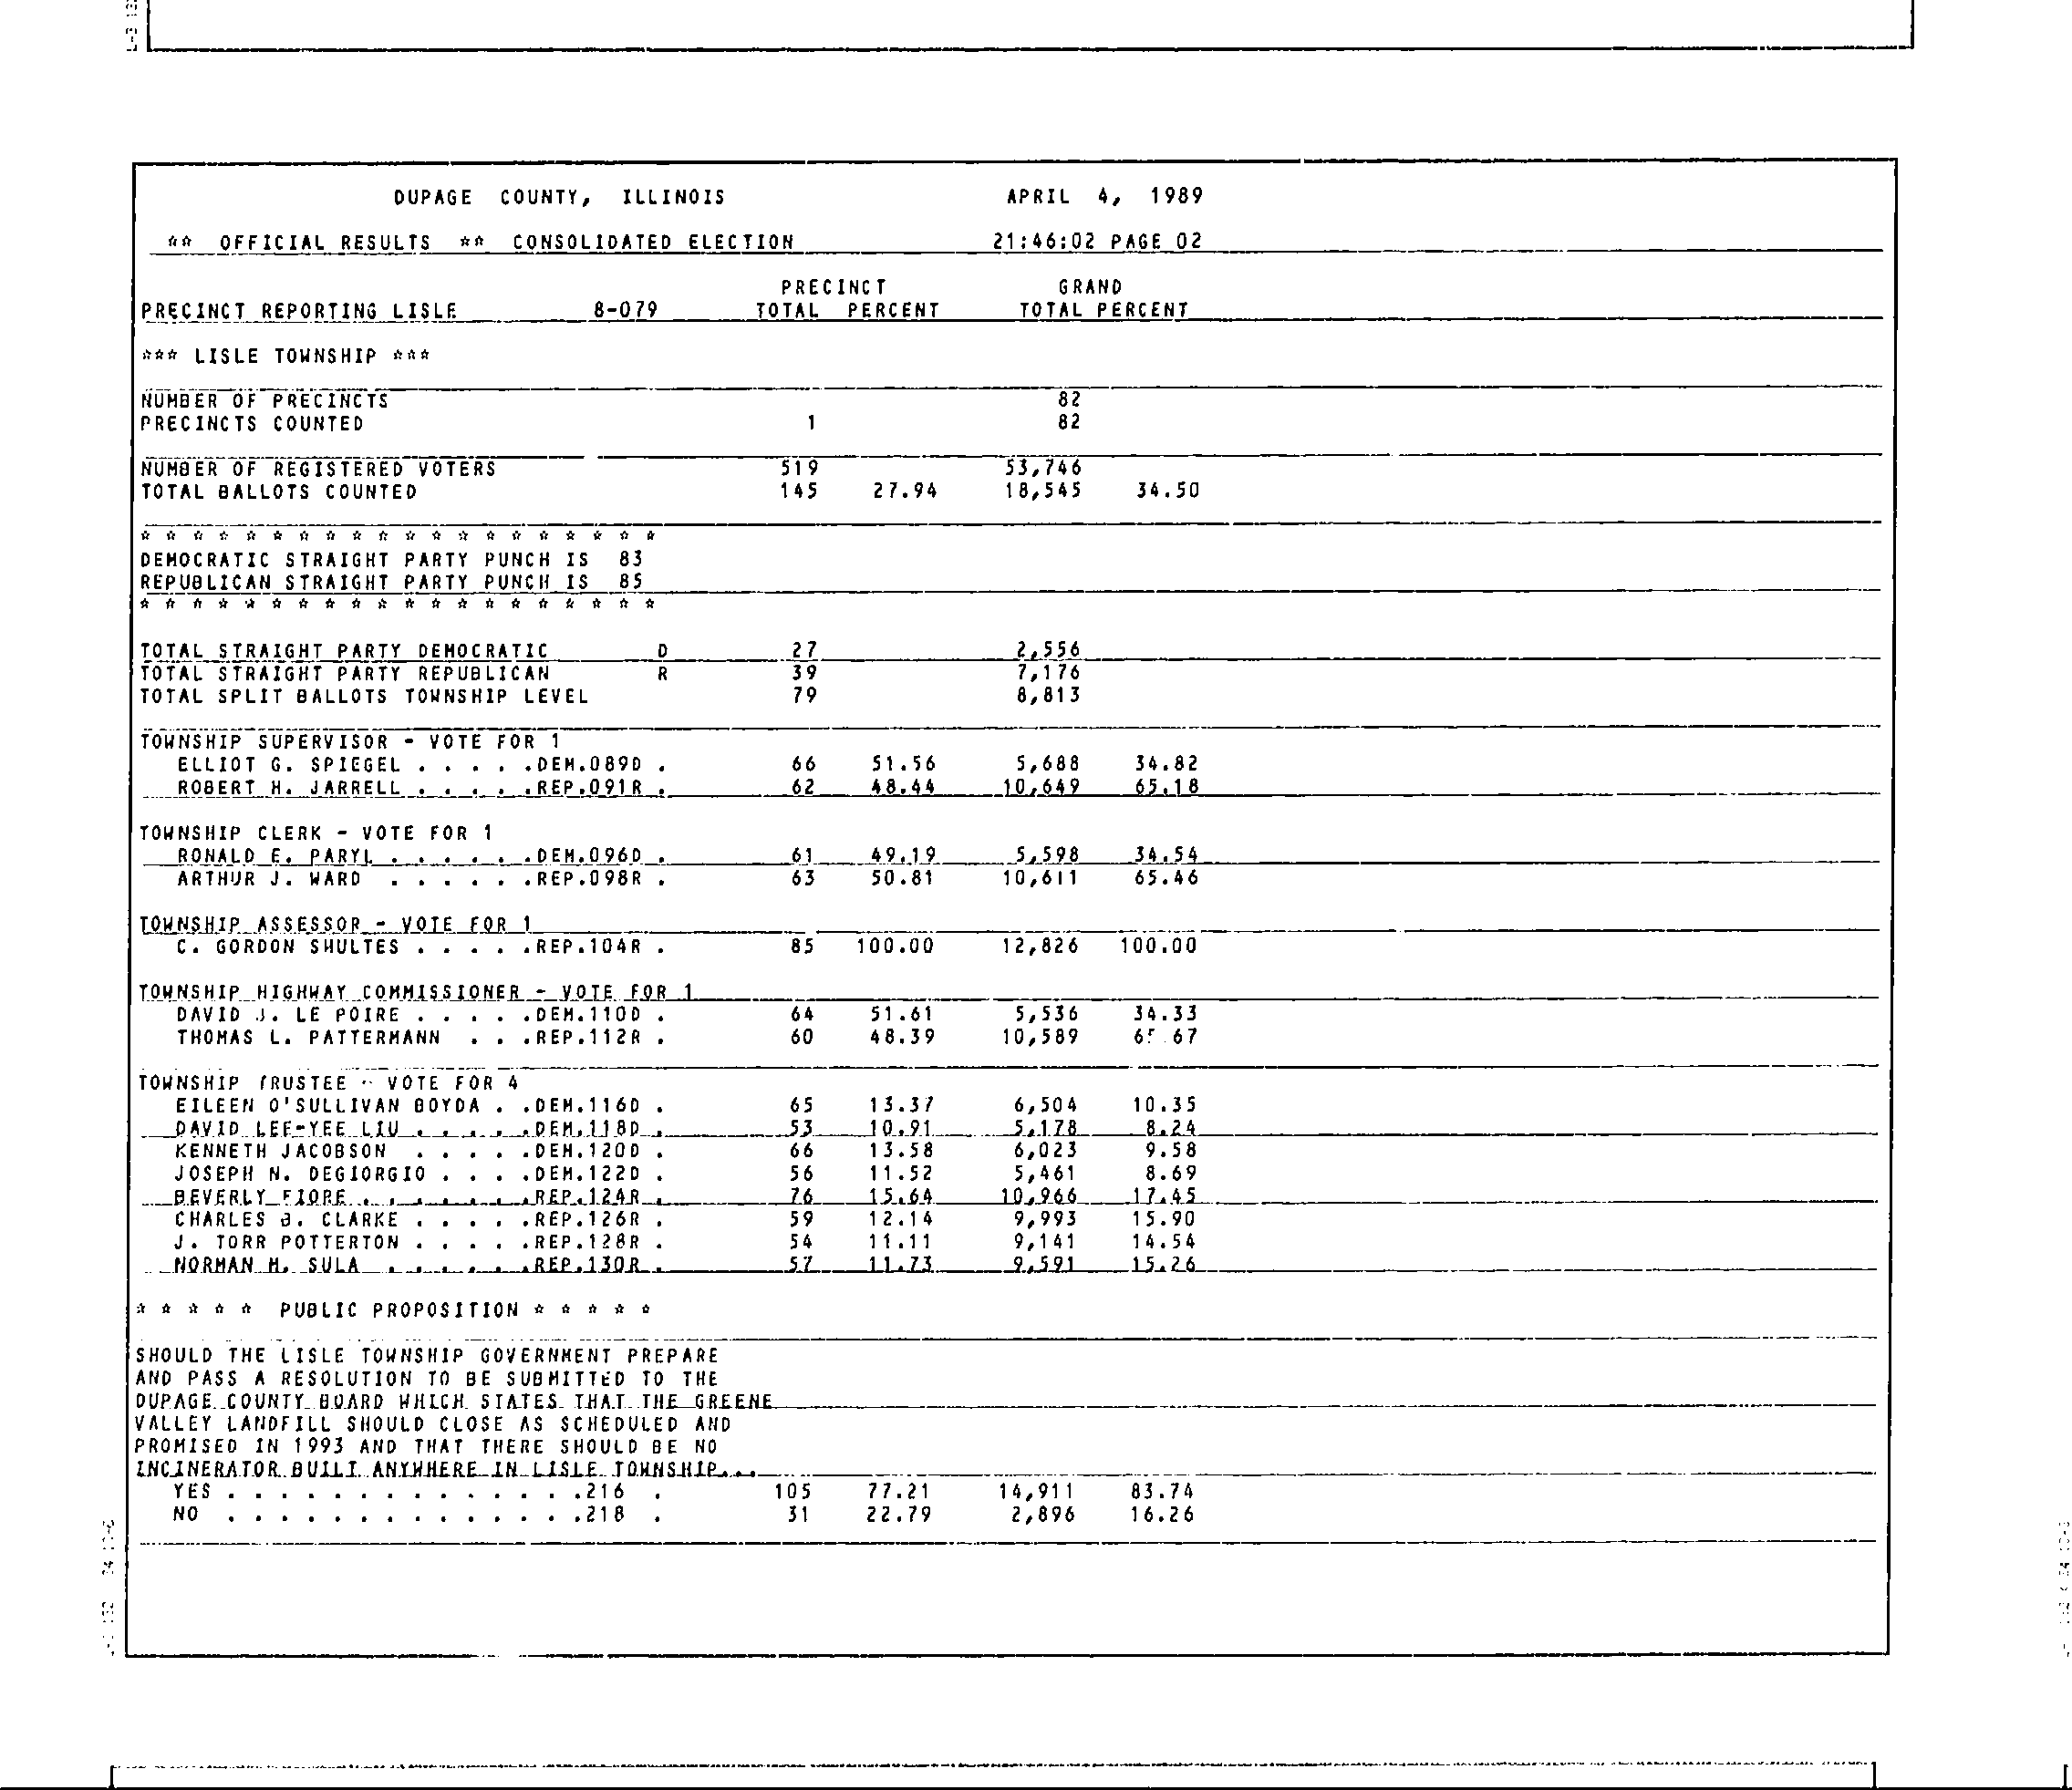 DUPAGE COUNTY, ILLINOIS APRIL 4, 1989
** OFFICIAL RESULTS ** CONSOLIDATED ELECTION 21:46:02 PAGE 02
PRECINCT GRAND
PRECINCT REPORTING LISLE 8-079 TOTAL PERCENT TOTAL PERCENT
*** LISLE TOWNSHIP ***
NUMBER OF PRECINCTS 82
PRECINCTS COUNTED 1 82
NUMBER OF REGISTERED VOTERS 519 53,746
TOTAL BALLOTS COUNTED 145 27.94 18,545 34.50
* * * * * * * * * * * * * * * * * * * *
DEMOCRATIC STRAIGHT PARTY PUNCH IS 83
REPUBLICAN STRAIGHT PARTY PUNCH IS 85
* * * * * * * * * * * * * * * * * * * *
TOTAL STRAIGHT PARTY DEMOCRATIC D 27 2,556
TOTAL STRAIGHT PARTY REPUBLICAN R 39 7,176
TOTAL SPLIT BALLOTS TOWNSHIP LEVEL 79 8,813
TOWNSHIP SUPERVISOR - VOTE FOR 1
ELLIOT G. SPIEGEL . . . . .DEM.089D . 66 51.56 5,688 34.82
ROBERT H. JARRELL . . . . .REP.091R . 62 48.44 10,649 65.18
TOWNSHIP CLERK - VOTE FOR 1
RONALD E. PARYL . . . . . .DEM.096D . 61 49.19 5,598 34.54
ARTHUR J. WARD . . . . . .REP.098R . 63 50.81 10,611 65.46
TOWNSHIP ASSESSOR - VOTE FOR 1
C. GORDON SHULTES . . . . .REP.104R . 85 100.00 12,826 100.00
TOWNSHIP HIGHWAY COMMISSIONER - VOTE FOR 1
DAVID J. LE POIRE . . . . .DEM.110D . 64 51.61 5,536 34.33
THOMAS L. PATTERMANN . . .REP.112R . 60 48.39 10,589
TOWNSHIP TRUSTEE - VOTE FOR 4
EILEEN O'SULLIVAN BOYDA . .DEM.116D . 65 13.37 6,504 10.35
DAVID LEE-YEE LIU . . . . .DEM.118D . 53 10.91 5,178 8.24
KENNETH JACOBSON . . . . .DEM.120D . 66 13.58 6,023 9.58
JOSEPH N. DEGIORGIO . . . .DEM.122D . 56 11.52 5,461 8.69
BEVERLY FIORE . . . . . . .REP.124R . 76 15.64 10,966 17.45
CHARLES B. CLARKE . . . . .REP.126R . 59 12.14 9,993 15.90
J. TORR POTTERTON . . . . .REP.128R . 54 11.11 9,141 14.54
NORMAN M. SULA . . . . . .REP.130R . 57 11.73 9,591 15.26
* * * * * PUBLIC PROPOSITION * * * * *
SHOULD THE LISLE TOWNSHIP GOVERNMENT PREPARE
AND PASS A RESOLUTION TO BE SUBMITTED TO THE
DUPAGE COUNTY BOARD WHICH STATES THAT THE GREENE
VALLEY LANDFILL SHOULD CLOSE AS SCHEDULED AND
PROMISED IN 1993 AND THAT THERE SHOULD BE NO
INCINERATOR BUILT ANYWHERE IN LISLE TOWNSHIP...
YES . . . . . . . . . . . . . .216 . 105 77.21 14,911 83.74
NO . . . . . . . . . . . . . .218 . 31 22.79 2,896 16.26